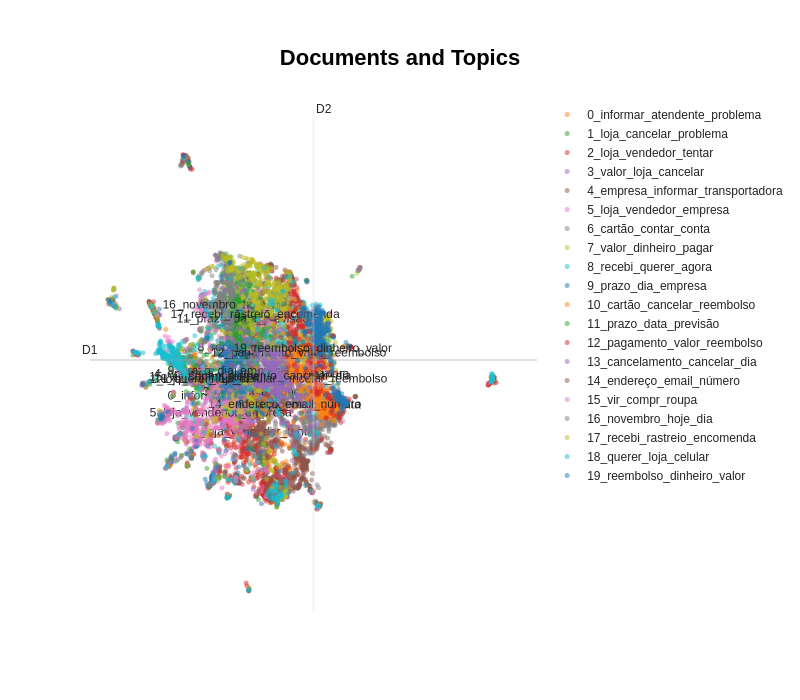 Documents and Topics
D2
D1
0_informar_atendente_problema
1_loja_cancelar_problema
2_loja_vendedor_tentar
3_valor_loja_cancelar
4_empresa_informar_transportadora
5_loja_vendedor_empresa
6_cartão_contar_conta
7_valor_dinheiro_pagar
8_recebi_querer_agora
9_prazo_dia_empresa
10_cartão_cancelar_reembolso
11_prazo_data_previsão
12_pagamento_valor_reembolso
13_cancelamento_cancelar_dia
14_endereço_email_número
15_vir_compr_roupa
16_novembro_hoje_dia
17_recebi_rastreio_encomenda
18_querer_loja_celular
19_reembolso_dinheiro_valor
17_recebi_rastreio_encomenda
19_reembolso_dinheiro_valor
14_endereço_email_número
5_loja_vendedor_empresa